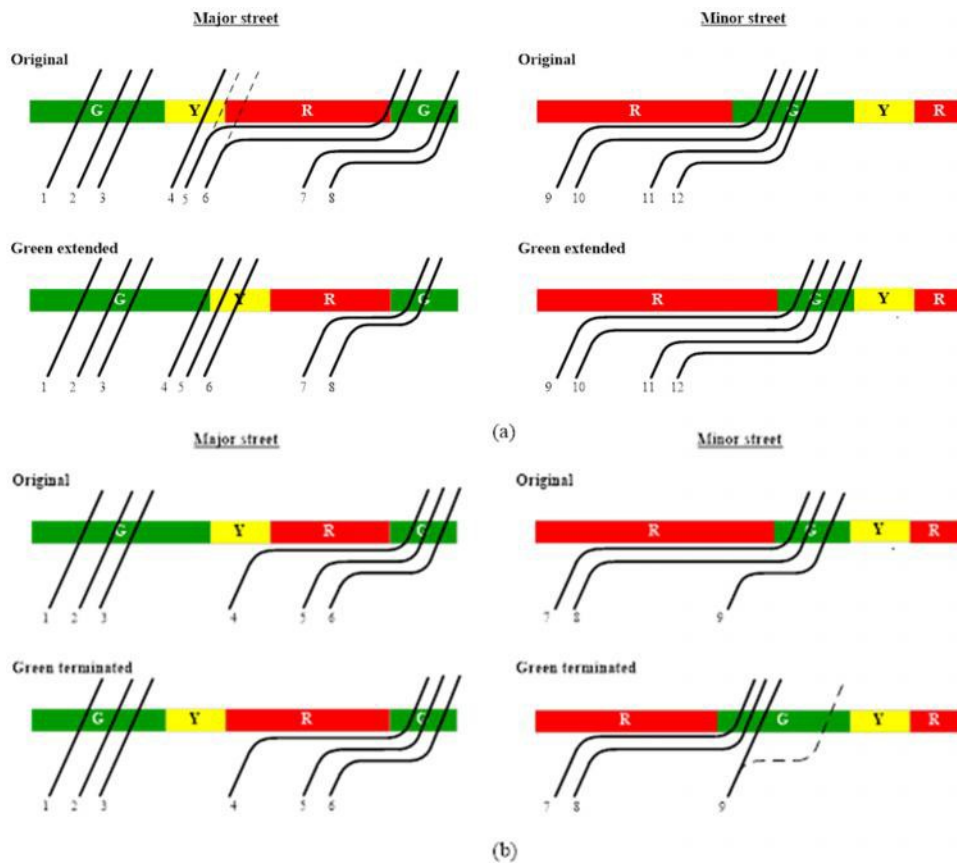 Major street Minor street
Original Original
G Y R G R G Y R
1 2 3 4 5 6 7 8 9 10 11 12
Green extended Green extended
G Y R G R G Y R
1 2 3 4 5 6 7 8 9 10 11 12
(a)
Major street Minor street
Original Original
G Y R G R G Y R
1 2 3 4 5 6 7 8 9
Green terminated Green terminated
G Y R G R G Y R
1 2 3 4 5 6 7 8 9
(b)